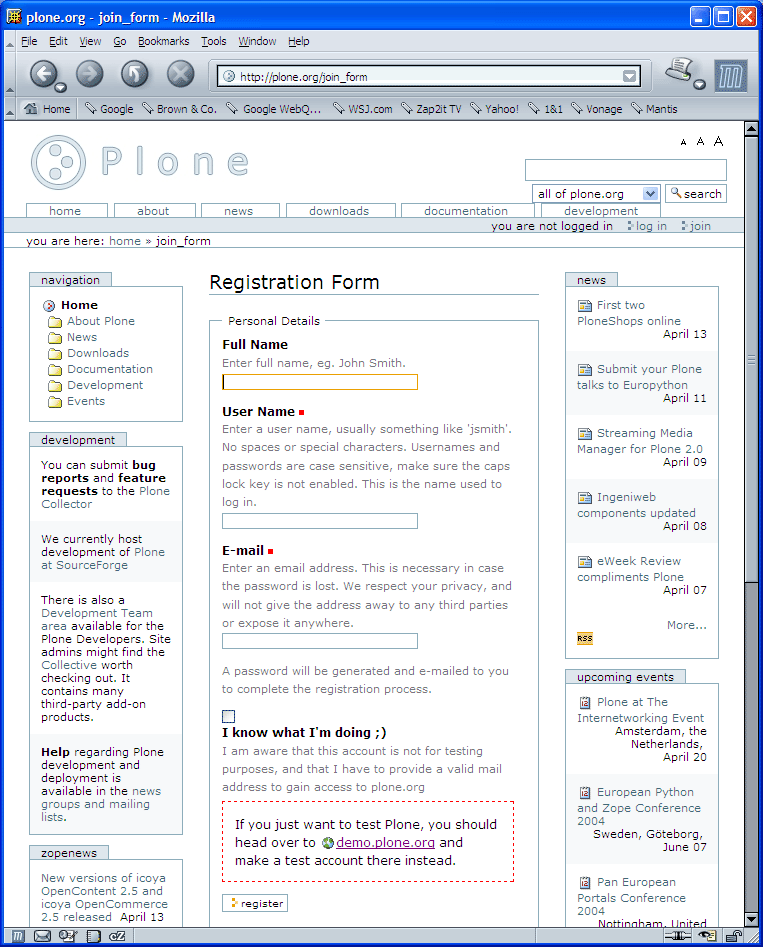 plone.org - join_form - Mozilla
File Edit View Go Bookmarks Tools Window Help
http://plone.org/join_form
Home Google Brown & Co. Google WebQ... WSJ.com Zap2it TV Yahoo! 1&1 Vonage Mantis
Plone
A A A
all of plone.org search
home about news downloads documentation development
you are not logged in log in join
you are here: home » join_form
navigation
Home
About Plone
News
Downloads
Documentation
Development
Events
development
You can submit bug
reports and feature
requests to the Plone
Collector
We currently host
development of Plone
at SourceForge
There is also a
Development Team
area available for the
Plone Developers. Site
admins might find the
Collective worth
checking out. It
contains many
third-party add-on
products.
Help regarding Plone
development and
deployment is
available in the news
groups and mailing
lists.
zopenews
New versions of icoya
OpenContent 2.5 and
icoya OpenCommerce
2.5 released April 13
Registration Form
Personal Details
Full Name
Enter full name, eg. John Smith.
User Name
Enter a user name, usually something like 'jsmith'.
No spaces or special characters. Usernames and
passwords are case sensitive, make sure the caps
lock key is not enabled. This is the name used to
log in.
E-mail
Enter an email address. This is necessary in case
the password is lost. We respect your privacy, and
will not give the address away to any third parties
or expose it anywhere.
A password will be generated and e-mailed to you
to complete the registration process.
I know what I'm doing ;)
I am aware that this account is not for testing
purposes, and that I have to provide a valid mail
address to gain access to plone.org
If you just want to test Plone, you should
head over to demo.plone.org and
make a test account there instead.
register
news
First two
PloneShops online
April 13
Submit your Plone
talks to Europython
April 11
Streaming Media
Manager for Plone 2.0
April 09
Ingeniweb
components updated
April 08
eWeek Review
compliments Plone
April 07
More...
RSS
upcoming events
Plone at The
Internetworking Event
Amsterdam, the
Netherlands,
April 20
European Python
and Zope Conference
2004
Sweden, Göteborg,
June 07
Pan European
Portals Conference
2004
Nottingham, United